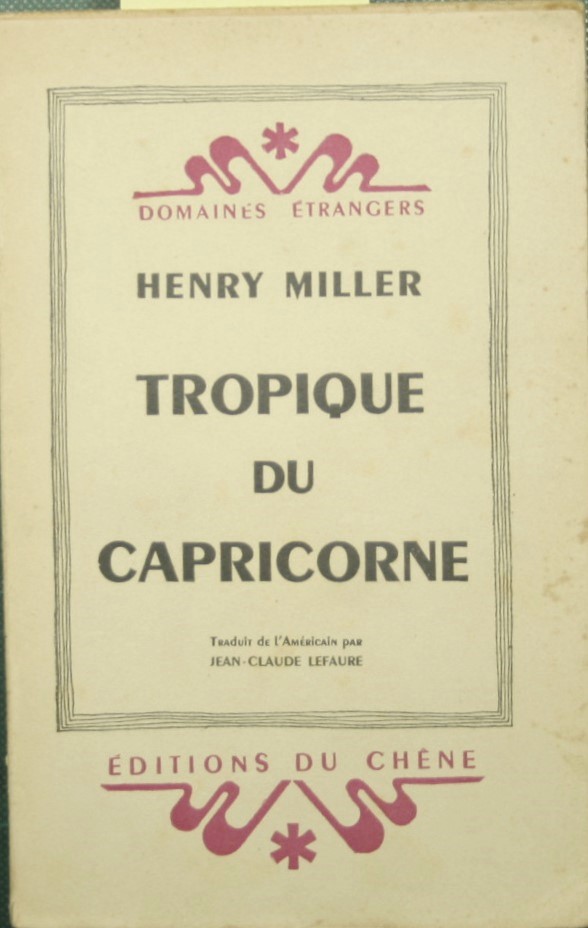 DOMAINES ÉTRANGERS
HENRY MILLER
TROPIQUE
DU
CAPRICORNE
Traduit de l'Américain par
JEAN-CLAUDE LEFAURE
ÉDITIONS DU CHÊNE